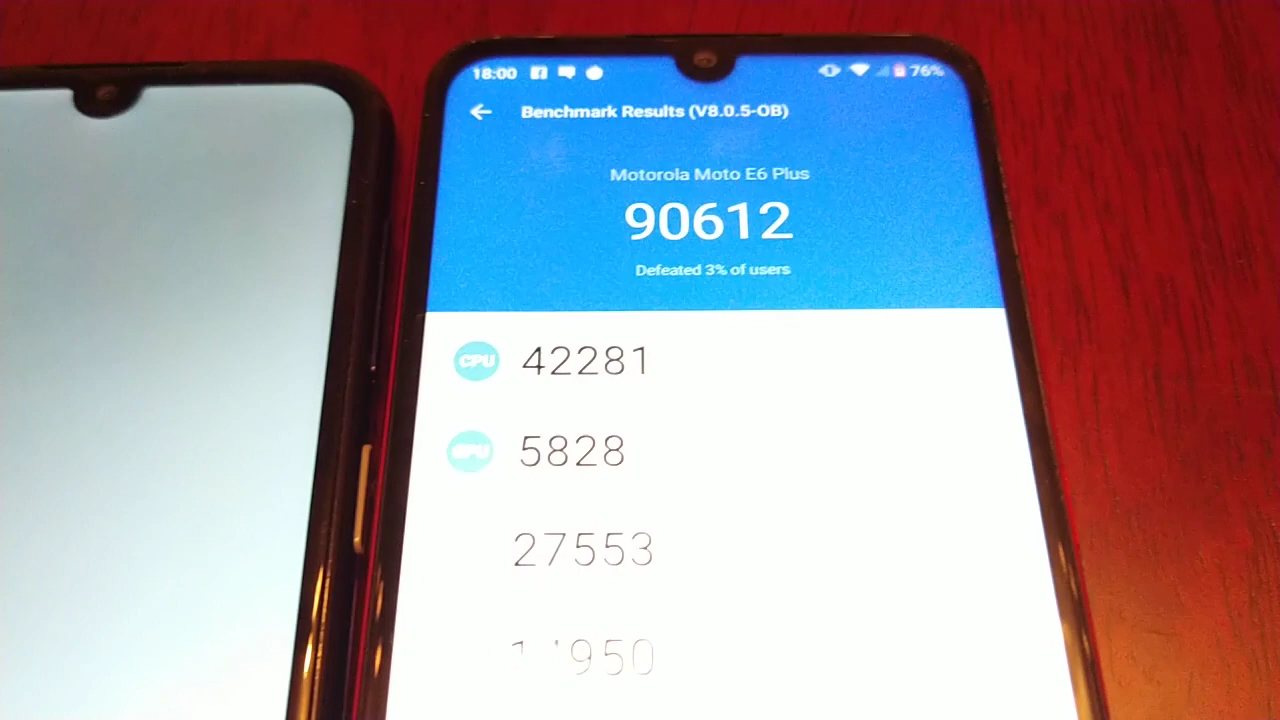 18:00 76%
Benchmark Results (V8.0.5-OB)
Motorola Moto E6 Plus
90612
Defeated 3% of users
CPU 42281
GPU 5828
27553